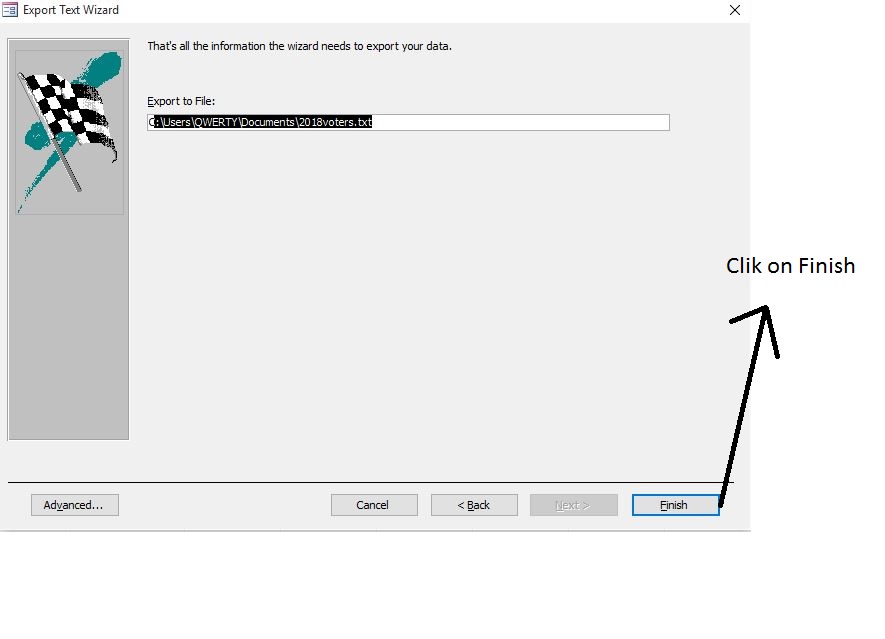 Export Text Wizard
That's all the information the wizard needs to export your data.
Export to File:
C:\Users\QWERTY\Documents\2018voters.txt
Clik on Finish
Advanced...
Cancel
< Back
Next >
Finish